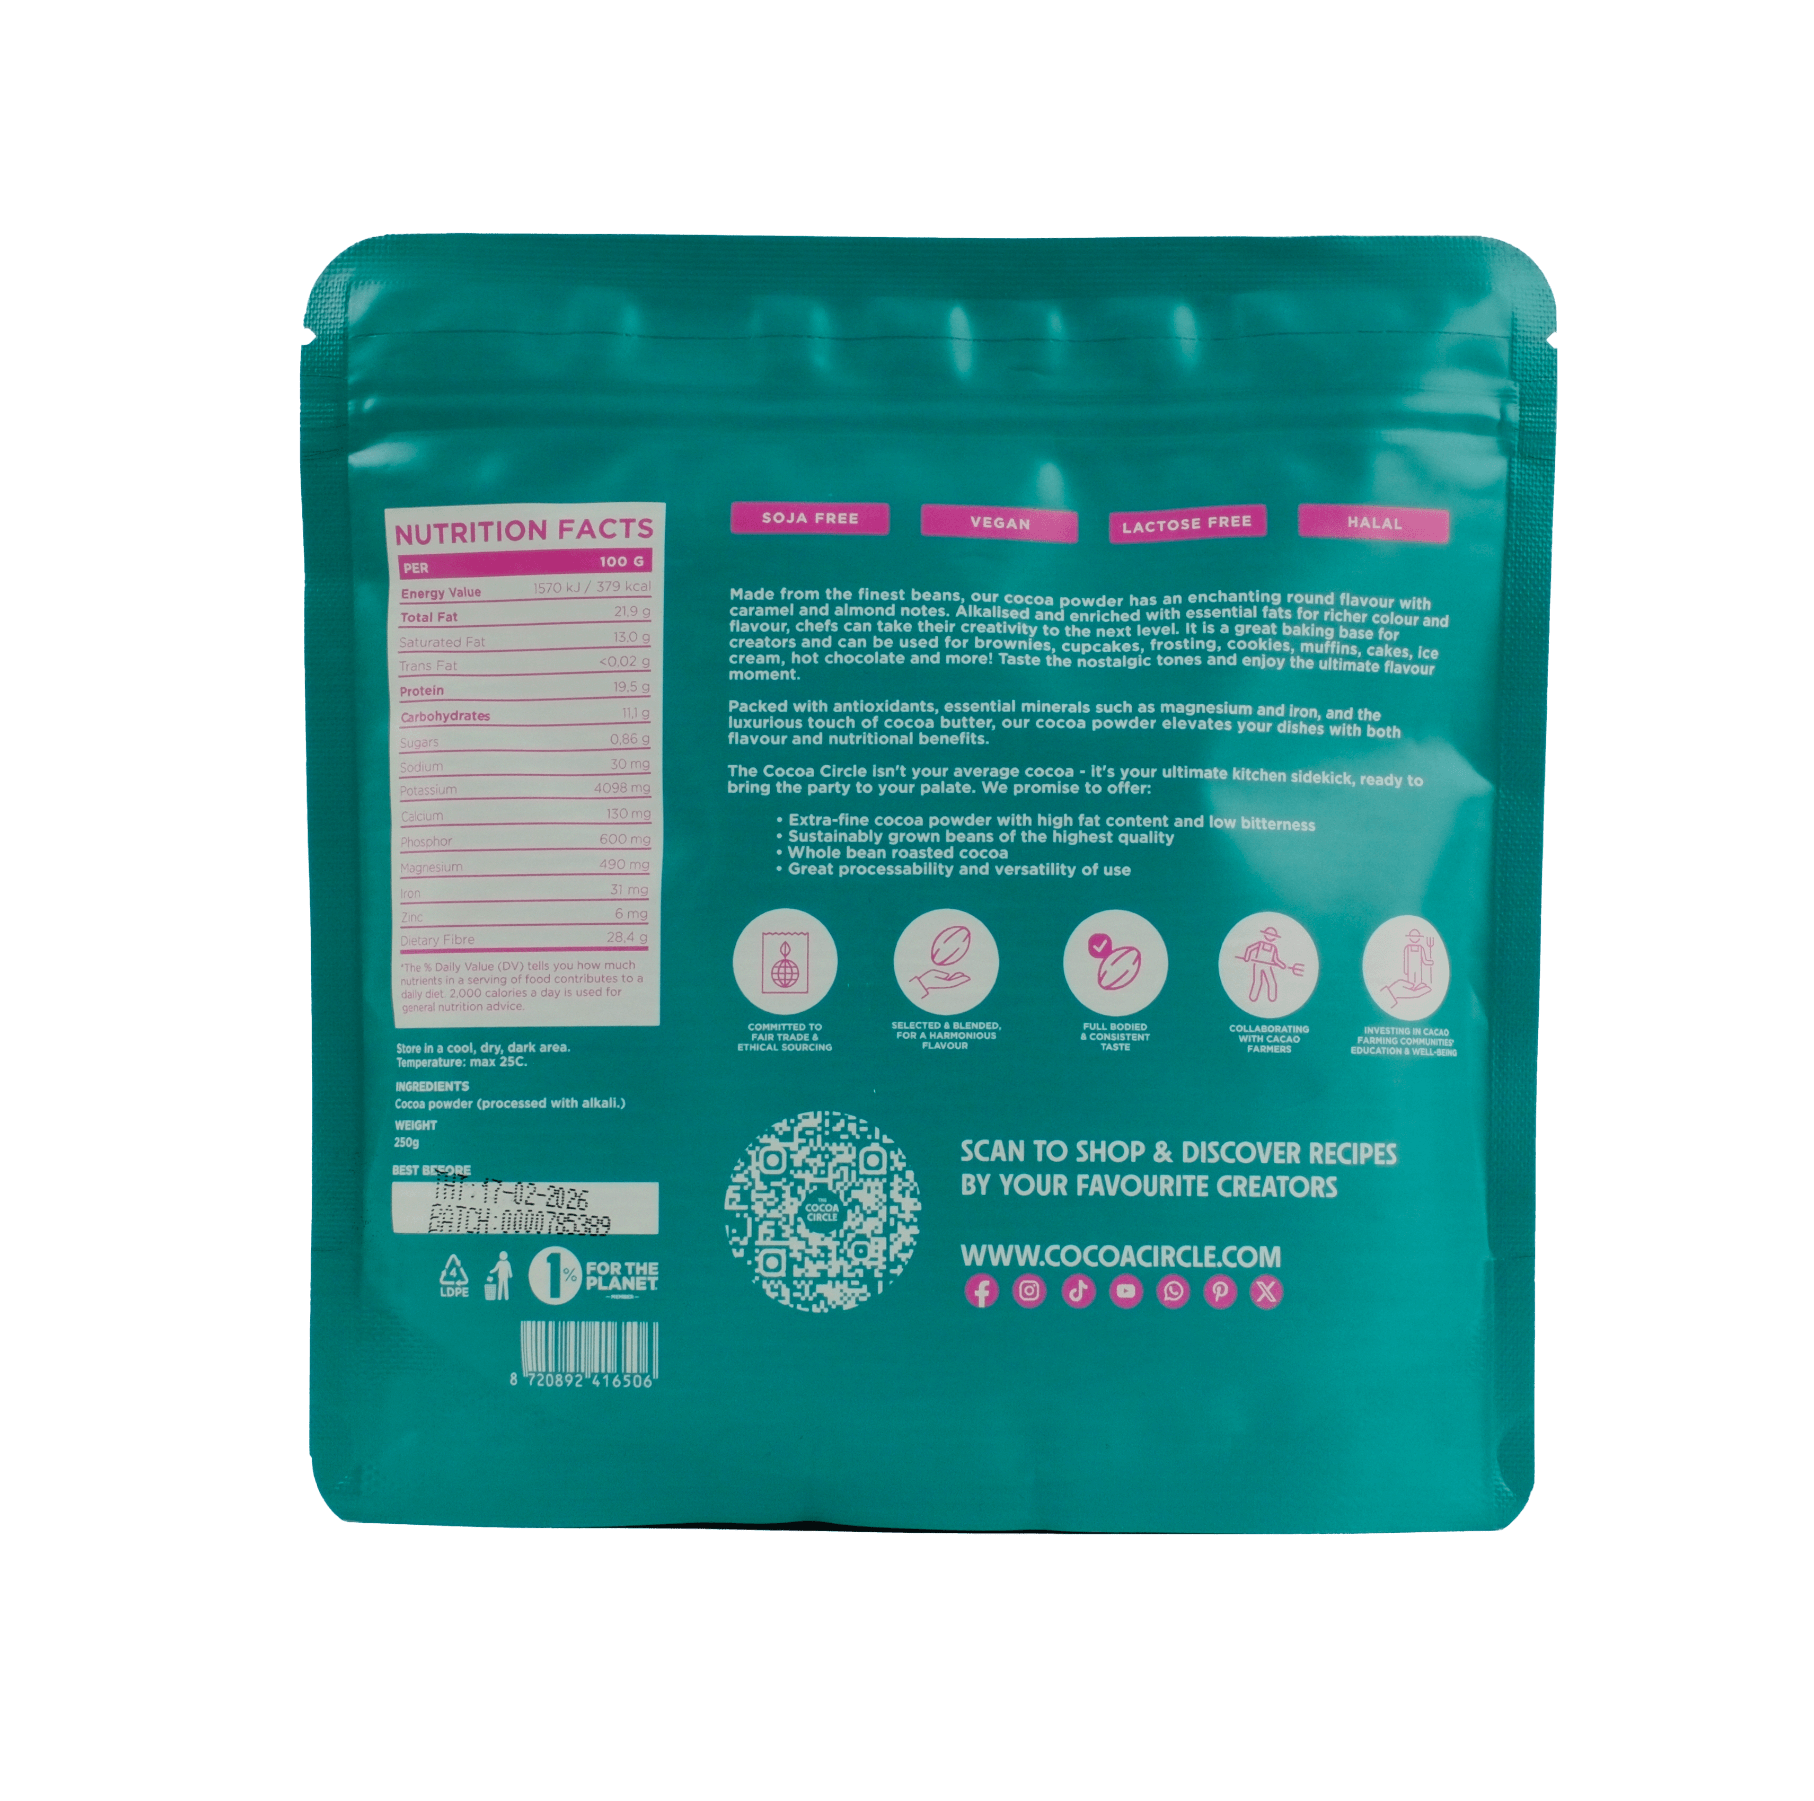 NUTRITION FACTS
PER 100 G
Energy Value 1570 kJ / 379 kcal
Total Fat 21,9 g
Saturated Fat 13,0 g
Trans Fat <0,02 g
Protein 19,5 g
Carbohydrates 11,1 g
Sugars 0,86 g
Sodium 30 mg
Potassium 4098 mg
Calcium 130 mg
Phosphor 600 mg
Magnesium 490 mg
Iron 31 mg
Zinc 6 mg
Dietary Fibre 28,4 g
*The % Daily Value (DV) tells you how much
nutrients in a serving of food contributes to a
daily diet. 2,000 calories a day is used for
general nutrition advice.
Store in a cool, dry, dark area.
Temperature: max 25C.
INGREDIENTS
Cocoa powder (processed with alkali.)
WEIGHT
250g
BEST BEFORE
THT:17-02-2026
BATCH:0000785389
4
LDPE
1%
FOR THE
PLANET
MEMBER
8 720892 416506
SOJA FREE
VEGAN
LACTOSE FREE
HALAL
Made from the finest beans, our cocoa powder has an enchanting round flavour with
caramel and almond notes. Alkalised and enriched with essential fats for richer colour and
flavour, chefs can take their creativity to the next level. It is a great baking base for
creators and can be used for brownies, cupcakes, frosting, cookies, muffins, cakes, ice
cream, hot chocolate and more! Taste the nostalgic tones and enjoy the ultimate flavour
moment.
Packed with antioxidants, essential minerals such as magnesium and iron, and the
luxurious touch of cocoa butter, our cocoa powder elevates your dishes with both
flavour and nutritional benefits.
The Cocoa Circle isn't your average cocoa - it's your ultimate kitchen sidekick, ready to
bring the party to your palate. We promise to offer:
• Extra-fine cocoa powder with high fat content and low bitterness
• Sustainably grown beans of the highest quality
• Whole bean roasted cocoa
• Great processability and versatility of use
COMMITTED TO
FAIR TRADE &
ETHICAL SOURCING
SELECTED & BLENDED,
FOR A HARMONIOUS
FLAVOUR
FULL BODIED
& CONSISTENT
TASTE
COLLABORATING
WITH CACAO
FARMERS
INVESTING IN CACAO
FARMING COMMUNITIES'
EDUCATION & WELL-BEING
THE
COCOA
CIRCLE
SCAN TO SHOP & DISCOVER RECIPES
BY YOUR FAVOURITE CREATORS
WWW.COCOACIRCLE.COM